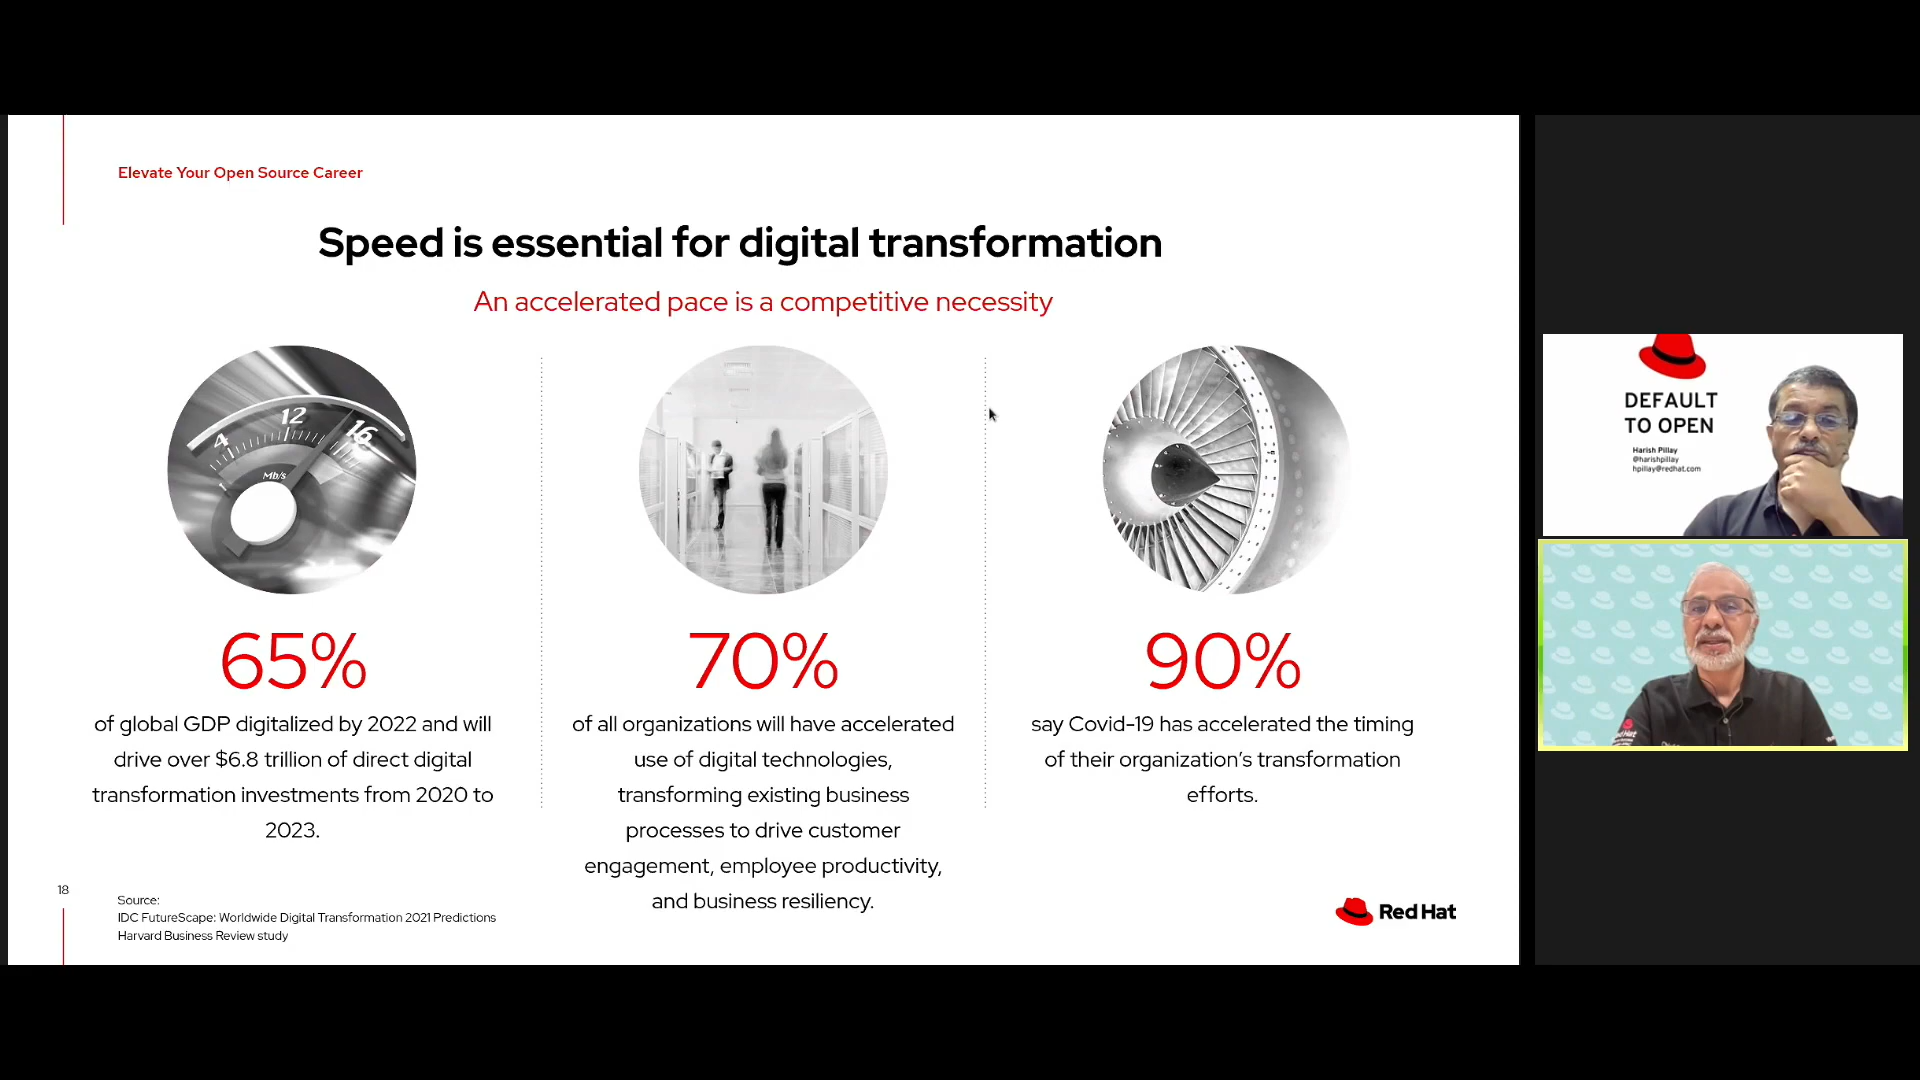 Elevate Your Open Source Career
Speed is essential for digital transformation
An accelerated pace is a competitive necessity
4
12
16
1
Mb/s
65%
of global GDP digitalized by 2022 and will
drive over $6.8 trillion of direct digital
transformation investments from 2020 to
2023.
70%
of all organizations will have accelerated
use of digital technologies,
transforming existing business
processes to drive customer
engagement, employee productivity,
and business resiliency.
90%
say Covid-19 has accelerated the timing
of their organization's transformation
efforts.
18
Source:
IDC FutureScape: Worldwide Digital Transformation 2021 Predictions
Harvard Business Review study
Red Hat
DEFAULT
TO OPEN
Harish Pillay
@harishpillay
hpillay@redhat.com